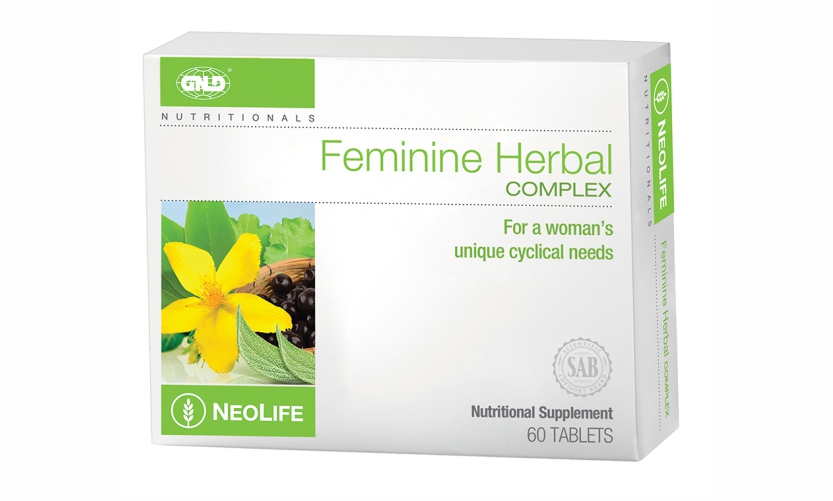 GNLD®
NUTRITIONALS
Feminine Herbal
COMPLEX
For a woman's
unique cyclical needs
NEOLIFE
SAB
Nutritional Supplement
60 TABLETS
NUTRITIONALS
NEOLIFE
Feminine Herbal COMPLEX